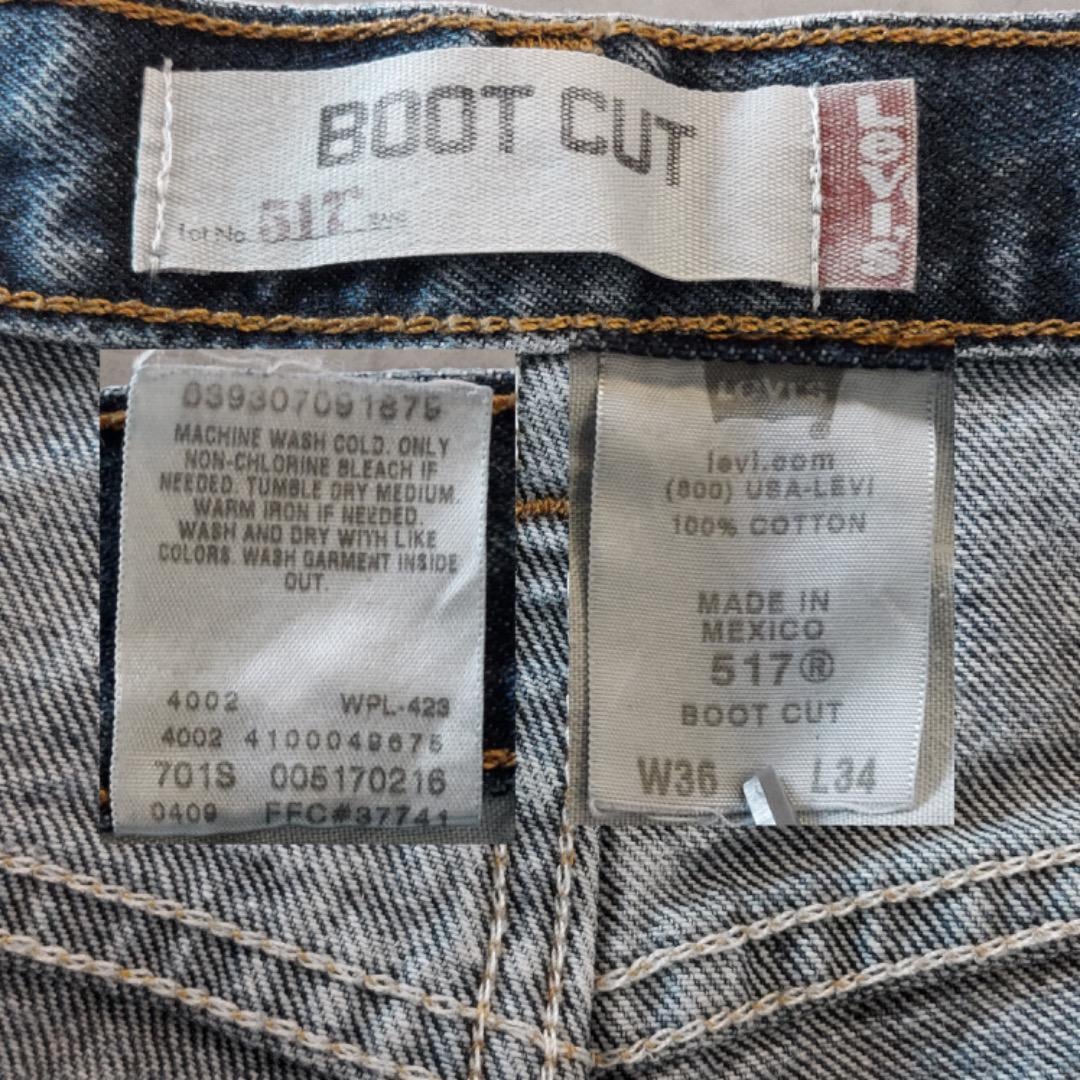 BOOT CUT
Lot No. 517 JEANS
LEVI'S
039307091875
MACHINE WASH COLD. ONLY
NON-CHLORINE BLEACH IF
NEEDED. TUMBLE DRY MEDIUM.
WARM IRON IF NEEDED.
WASH AND DRY WITH LIKE
COLORS. WASH GARMENT INSIDE
OUT.
4002 WPL-423
4002 4100049675
701S 005170216
0409 FFC#37741
LEVI'S
levi.com
(800) USA-LEVI
100% COTTON
MADE IN
MEXICO
517®
BOOT CUT
W36 L34